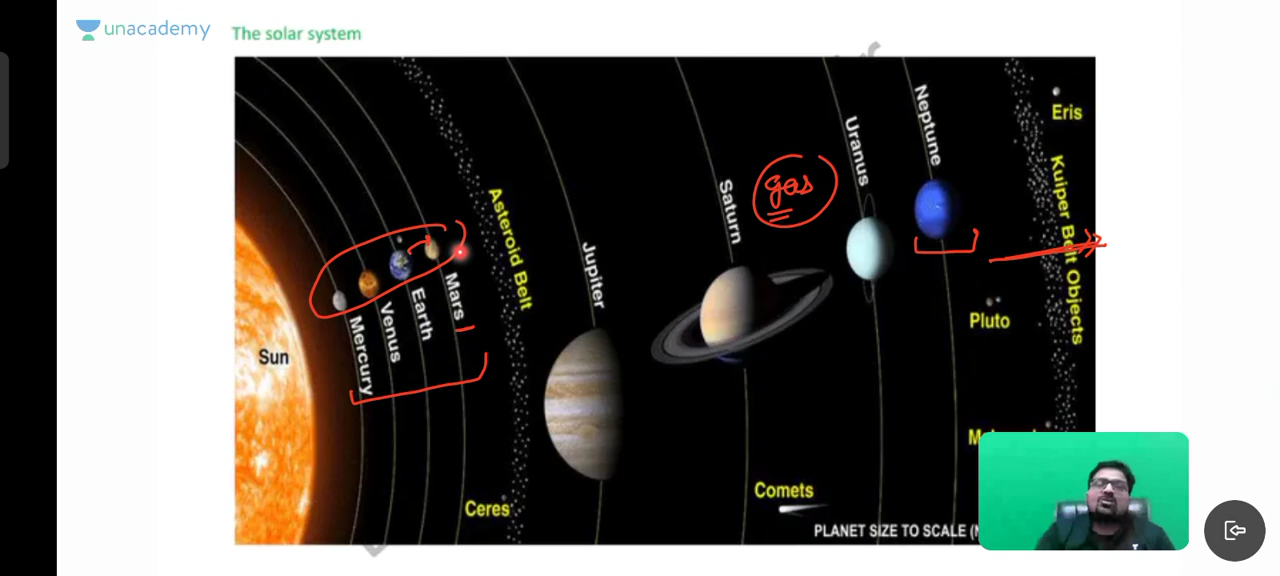 unacademy
The solar system
Sun
Mercury
Venus
Earth
Mars
Asteroid Belt
Ceres
Jupiter
Saturn
gas
Uranus
Neptune
Eris
Kuiper Belt Objects
Pluto
Comets
PLANET SIZE TO SCALE